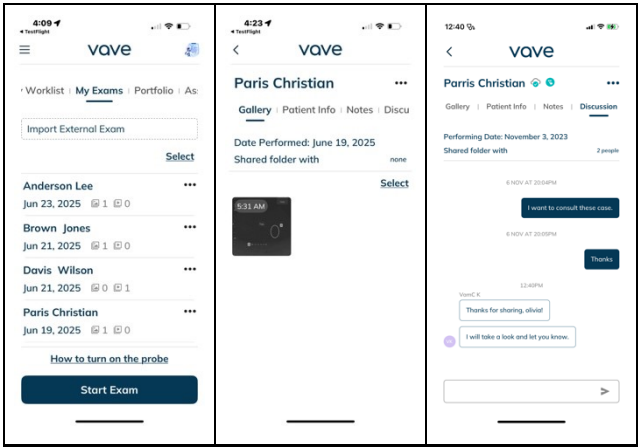 4:09
TestFlight
vave
Worklist
My Exams
Portfolio
As
Import External Exam
Select
Anderson Lee
Jun 23, 2025 1 0
Brown Jones
Jun 21, 2025 1 0
Davis Wilson
Jun 21, 2025 0 1
Paris Christian
Jun 19, 2025 1 0
How to turn on the probe
Start Exam
4:23
TestFlight
vave
Paris Christian
Gallery
Patient Info
Notes
Discu
Date Performed: June 19, 2025
Shared folder with none
Select
5:31 AM
12:40
vave
Parris Christian
Gallery
Patient Info
Notes
Discussion
Performing Date: November 3, 2023
Shared folder with 2 people
6 NOV AT 20:04PM
I want to consult these case.
6 NOV AT 20:05PM
Thanks
12:40PM
VamC.K
Thanks for sharing, olivia!
I will take a look and let you know.